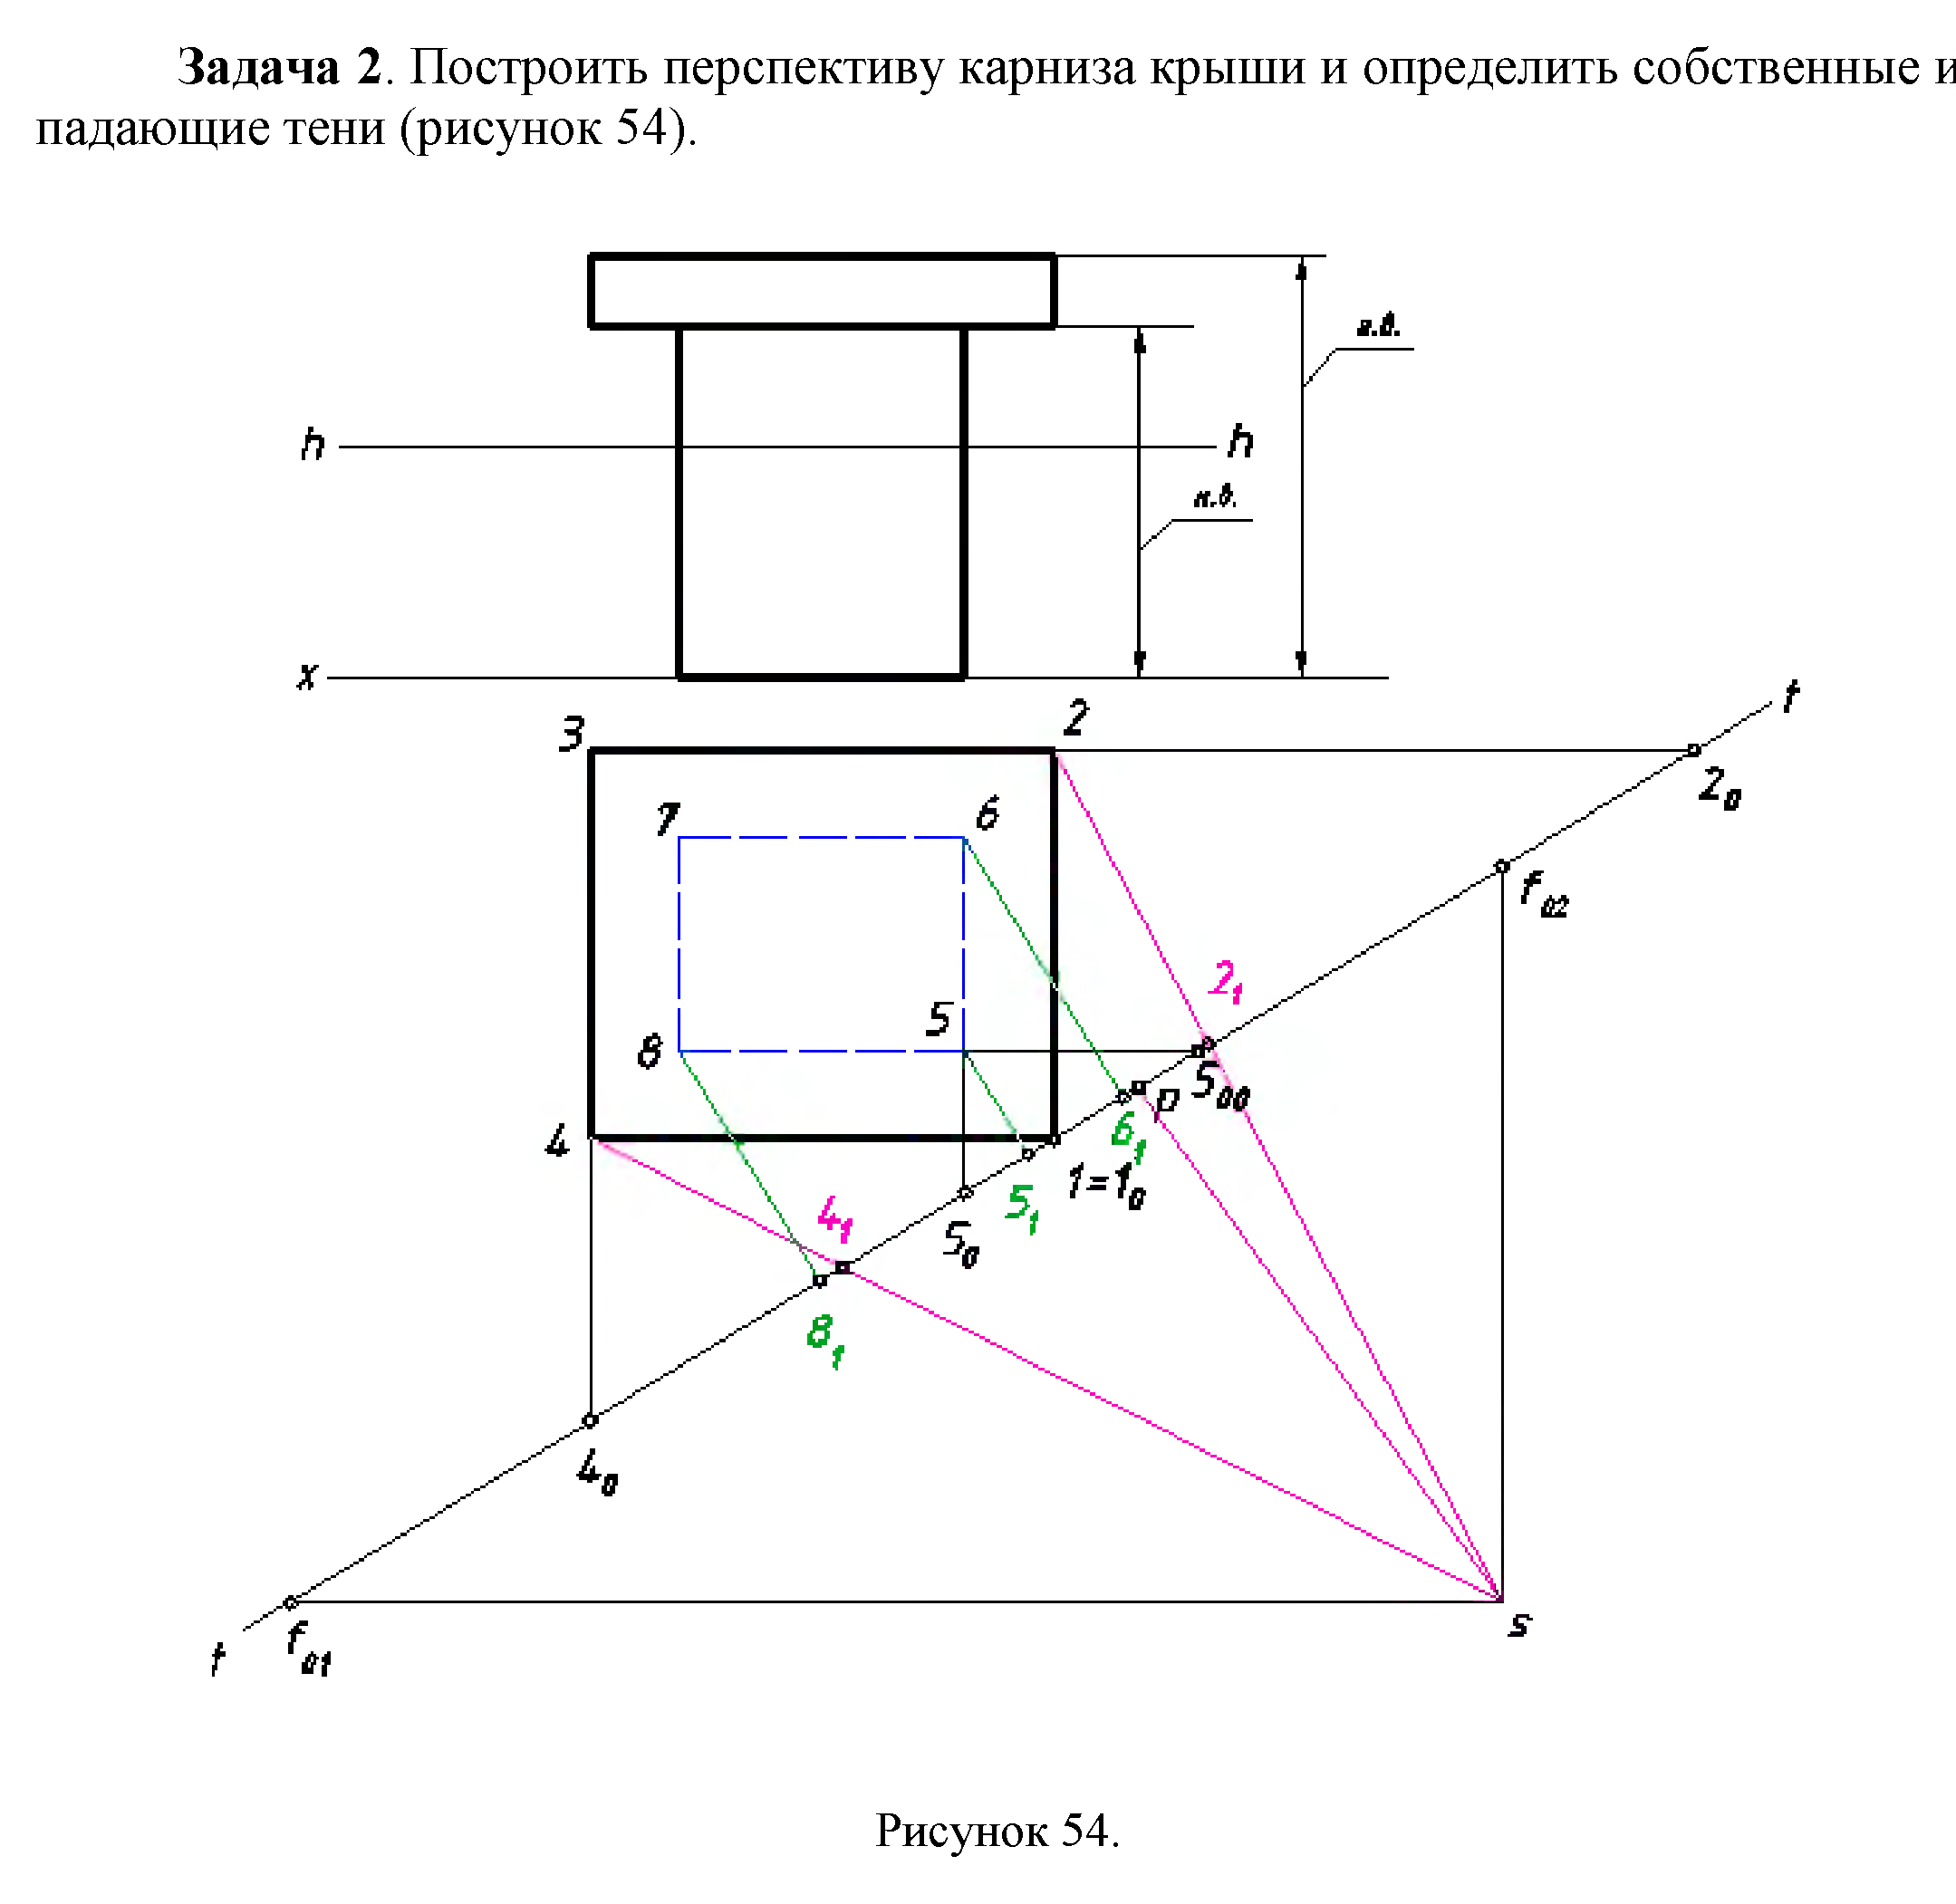 Задача 2. Построить перспективу карниза крыши и определить собственные и
падающие тени (рисунок 54).
h h
x
3 2 t
7 6
2₀
f₀₂
8 5
2₁
5₀₀
p
6₁
4
1=1₀
4₁ 5₀ 5₁
8₁
4₀
t f₀₁ s
Рисунок 54.